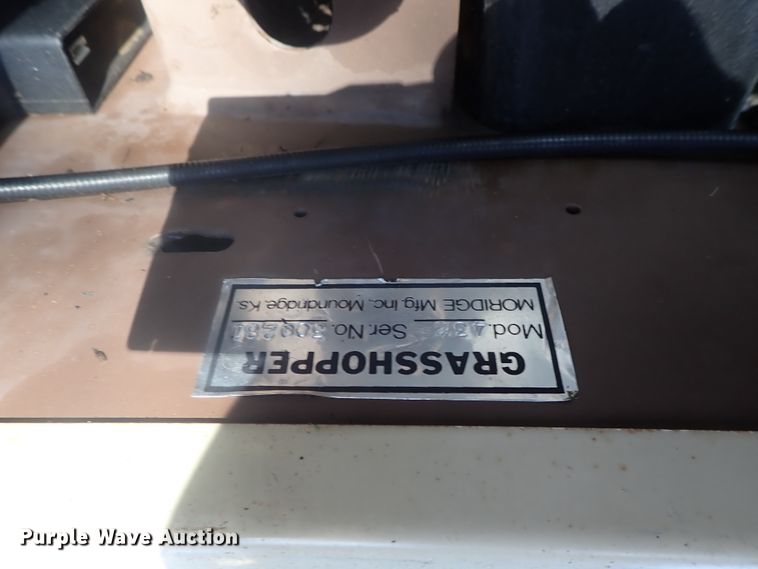 GRASSHOPPER
Mod. Ser.No.
MORIDGE Mfg. Inc. Moundridge, Ks.
Purple Wave Auction